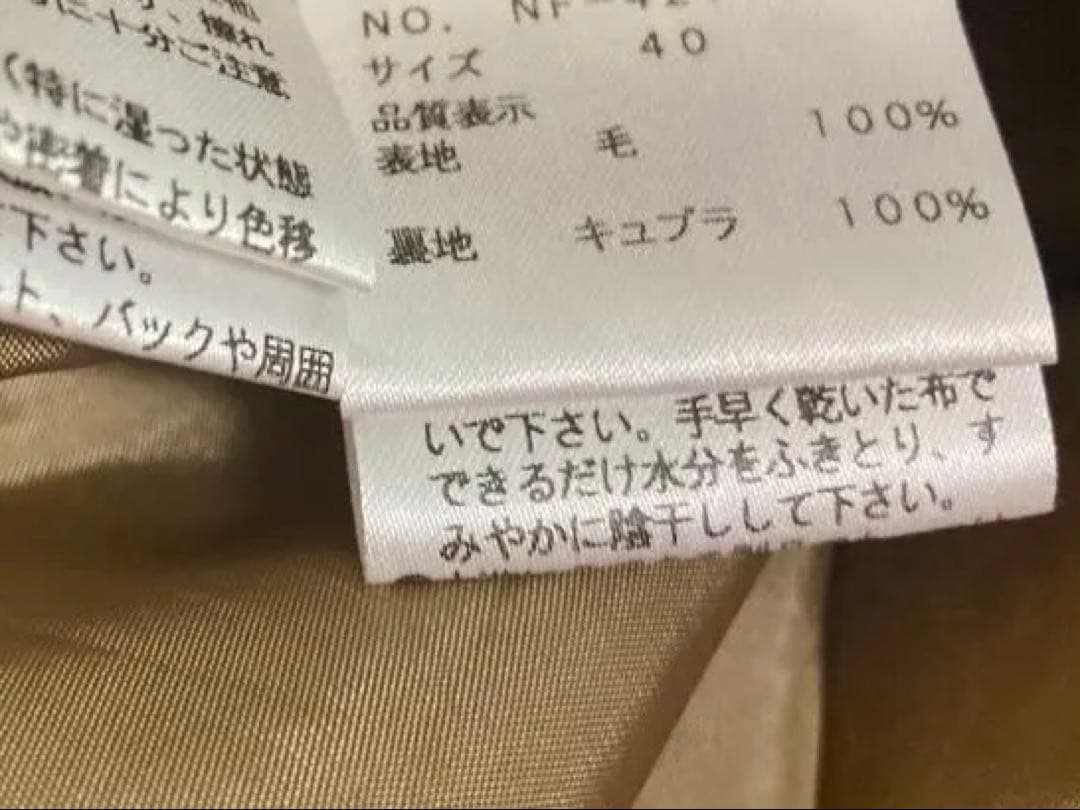 に十分ご注意
(特に湿った状態
や密着により色移
下さい。
ト、バックや周囲
NO.
サイズ 40
品質表示
表地 毛 100%
裏地 キュプラ 100%
いで下さい。手早く乾いた布で
できるだけ水分をふきとり、す
みやかに陰干しして下さい。